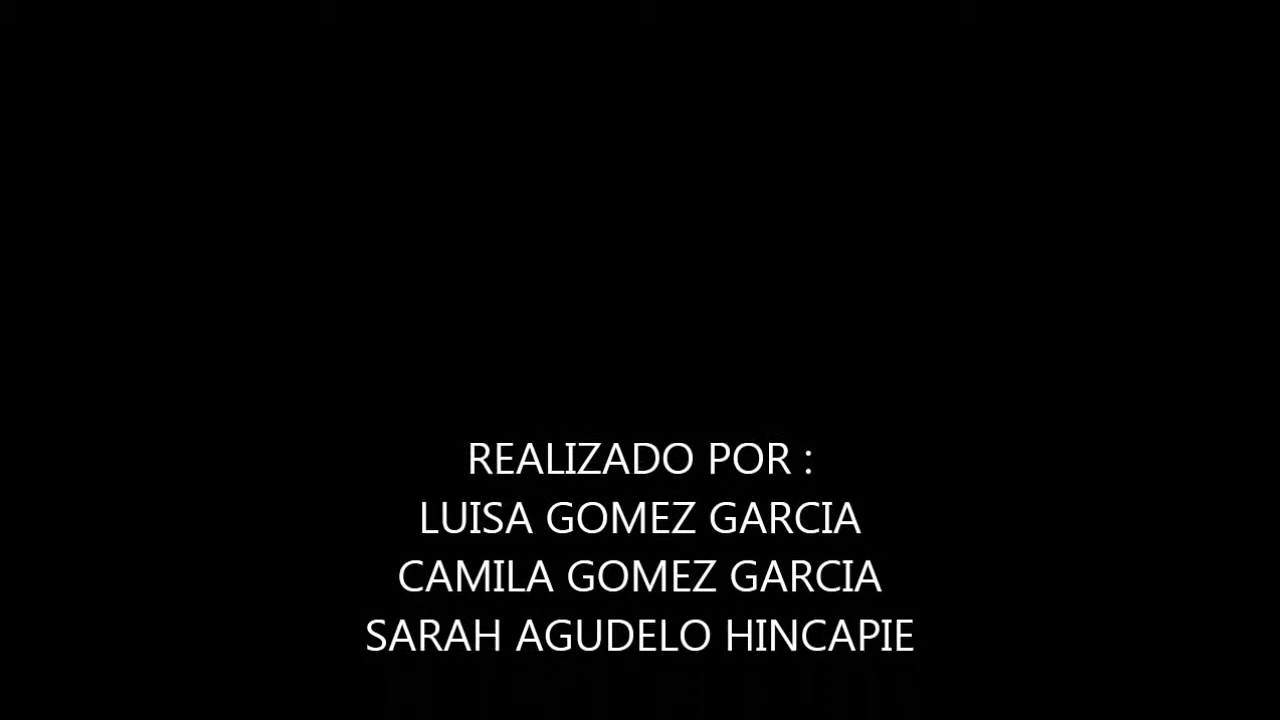 REALIZADO POR :
LUISA GOMEZ GARCIA
CAMILA GOMEZ GARCIA
SARAH AGUDELO HINCAPIE